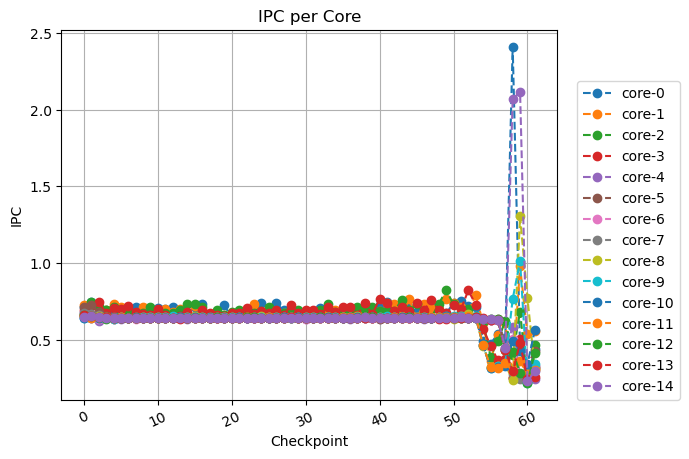 IPC per Core
2.5
2.0
1.5
1.0
0.5
IPC
0
10
20
30
40
50
60
Checkpoint
core-0
core-1
core-2
core-3
core-4
core-5
core-6
core-7
core-8
core-9
core-10
core-11
core-12
core-13
core-14